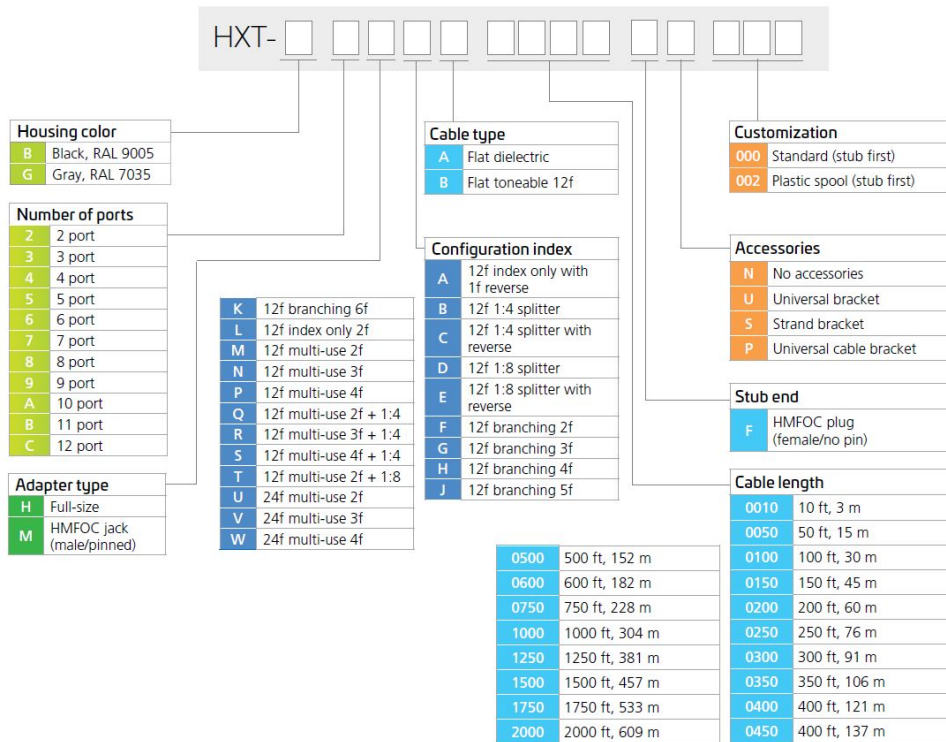 HXT-
Housing color
B Black, RAL 9005
G Gray, RAL 7035
Number of ports
2 2 port
3 3 port
4 4 port
5 5 port
6 6 port
7 7 port
8 8 port
9 9 port
A 10 port
B 11 port
C 12 port
Adapter type
H Full-size
M HMFOC jack
(male/pinned)
K 12f branching 6f
L 12f index only 2f
M 12f multi-use 2f
N 12f multi-use 3f
P 12f multi-use 4f
Q 12f multi-use 2f + 1:4
R 12f multi-use 3f + 1:4
S 12f multi-use 4f + 1:4
T 12f multi-use 2f + 1:8
U 24f multi-use 2f
V 24f multi-use 3f
W 24f multi-use 4f
Cable type
A Flat dielectric
B Flat toneable 12f
Configuration index
A 12f index only with
1f reverse
B 12f 1:4 splitter
C 12f 1:4 splitter with
reverse
D 12f 1:8 splitter
E 12f 1:8 splitter with
reverse
F 12f branching 2f
G 12f branching 3f
H 12f branching 4f
J 12f branching 5f
Customization
000 Standard (stub first)
002 Plastic spool (stub first)
Accessories
N No accessories
U Universal bracket
S Strand bracket
P Universal cable bracket
Stub end
F HMFOC plug
(female/no pin)
Cable length
0010 10 ft, 3 m
0050 50 ft, 15 m
0100 100 ft, 30 m
0150 150 ft, 45 m
0200 200 ft, 60 m
0250 250 ft, 76 m
0300 300 ft, 91 m
0350 350 ft, 106 m
0400 400 ft, 121 m
0450 400 ft, 137 m
0500 500 ft, 152 m
0600 600 ft, 182 m
0750 750 ft, 228 m
1000 1000 ft, 304 m
1250 1250 ft, 381 m
1500 1500 ft, 457 m
1750 1750 ft, 533 m
2000 2000 ft, 609 m